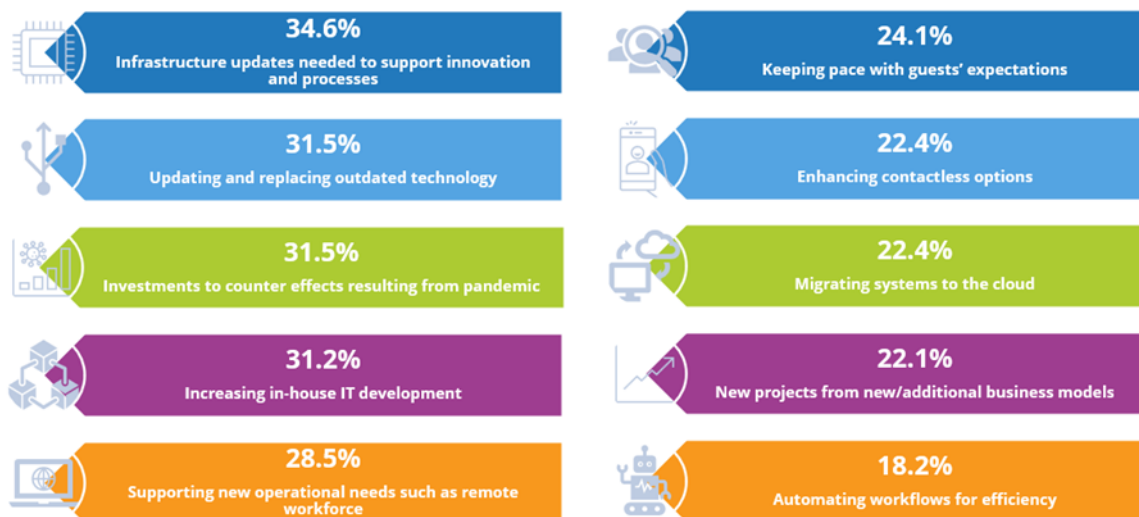 34.6%
Infrastructure updates needed to support innovation
and processes
31.5%
Updating and replacing outdated technology
31.5%
Investments to counter effects resulting from pandemic
31.2%
Increasing in-house IT development
28.5%
Supporting new operational needs such as remote
workforce
24.1%
Keeping pace with guests’ expectations
22.4%
Enhancing contactless options
22.4%
Migrating systems to the cloud
22.1%
New projects from new/additional business models
18.2%
Automating workflows for efficiency